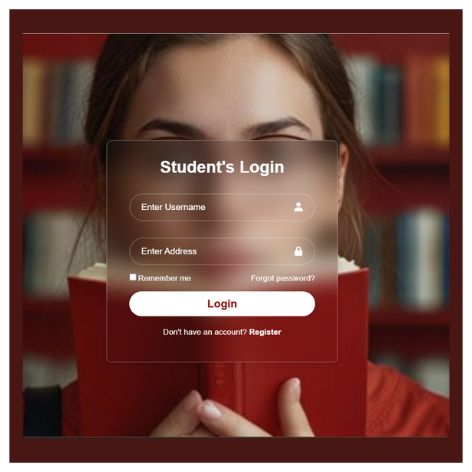 Student's Login
Enter Username
Enter Address
Remember me Forgot password?
Login
Don't have an account? Register